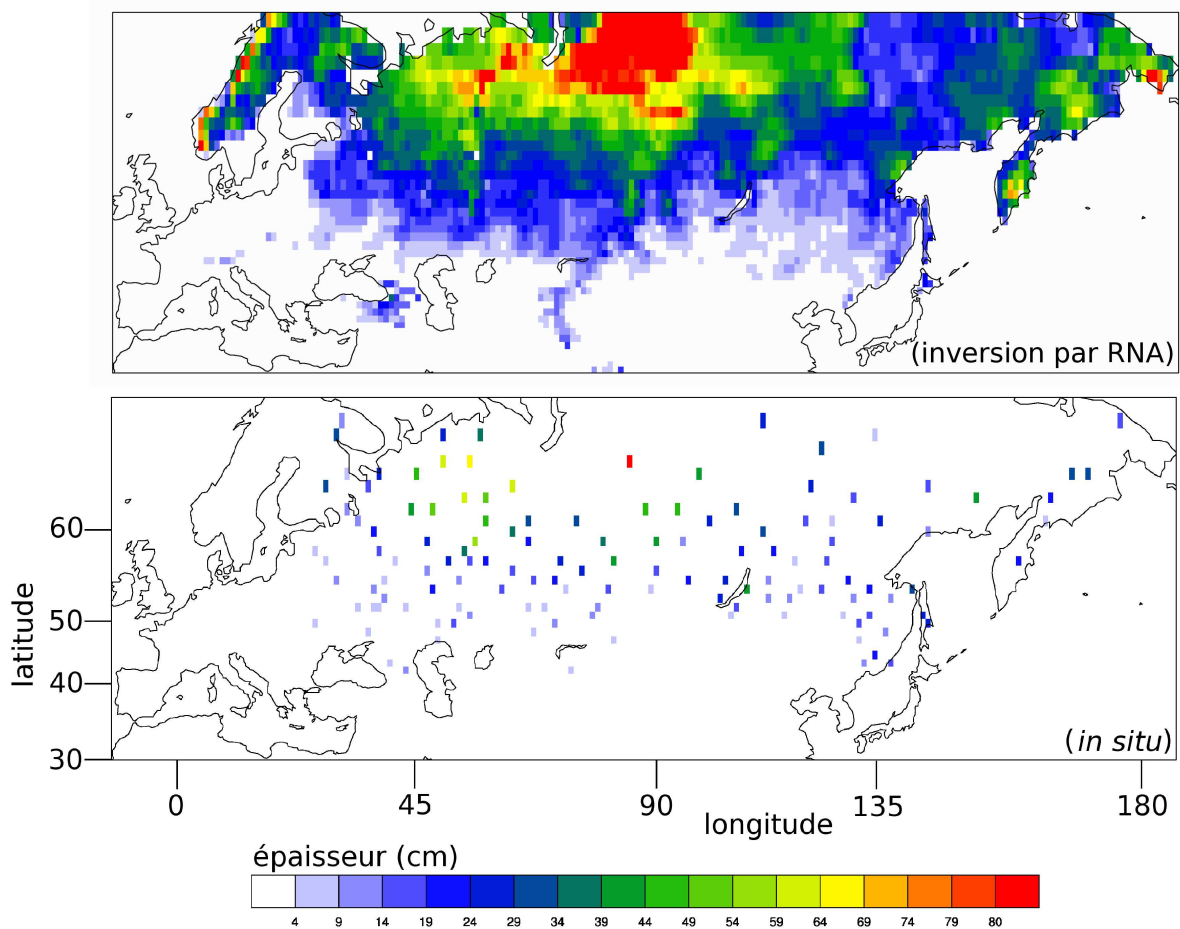 (inversion par RNA)
60
50
40
30
latitude
(in situ)
0 45 90 135 180
longitude
épaisseur (cm)
4 9 14 19 24 29 34 39 44 49 54 59 64 69 74 79 80